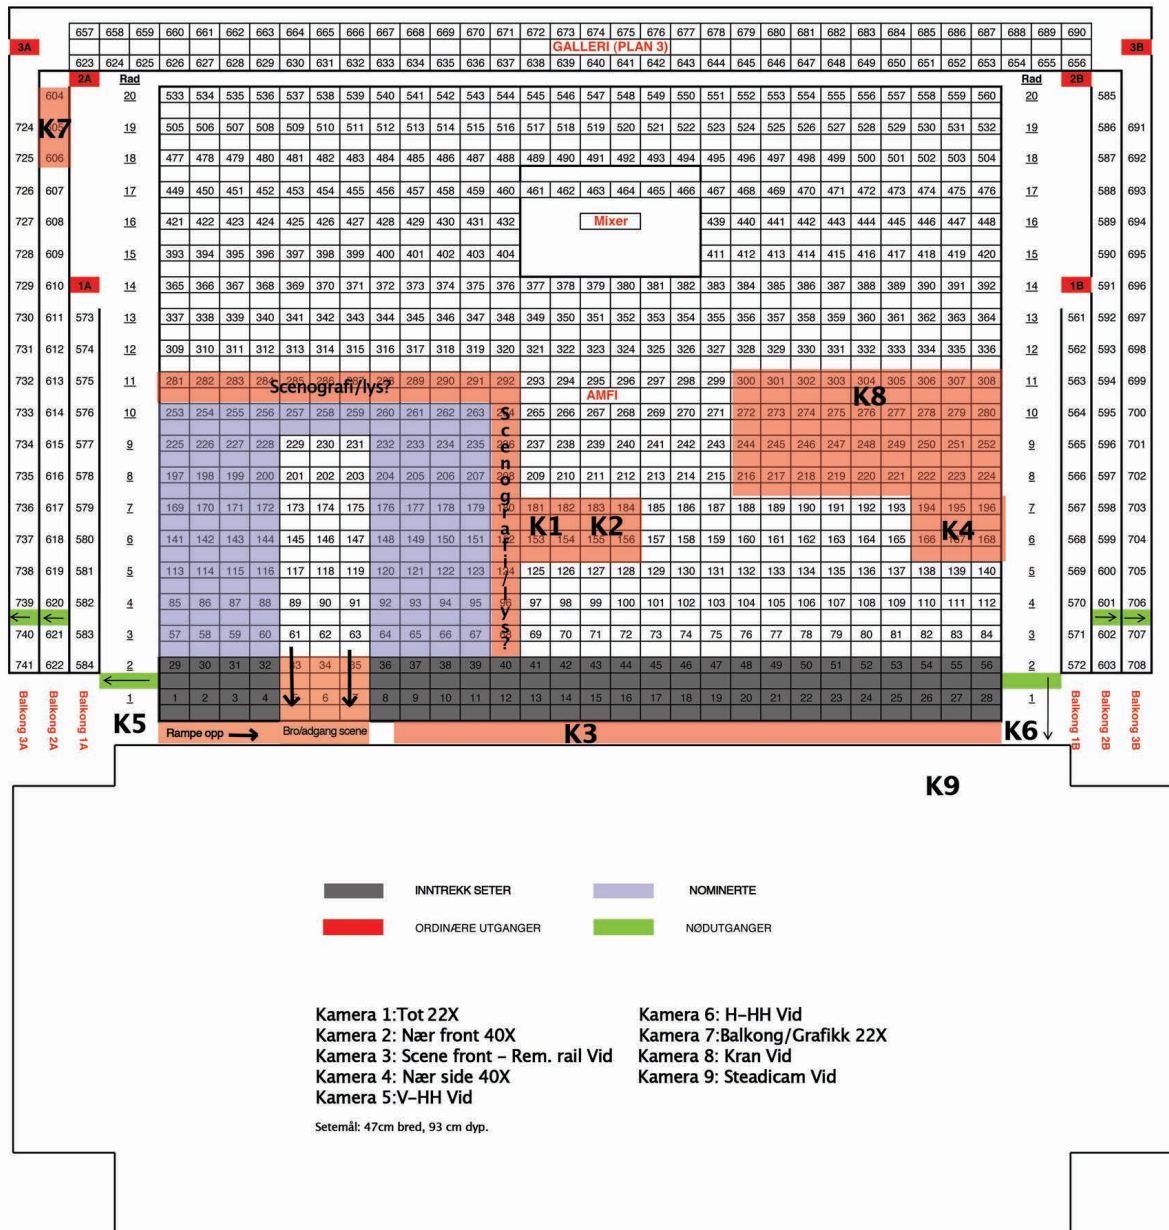 657 658 659 660 661 662 663 664 665 666 667 668 669 670 671 672 673 674 675 676 677 678 679 680 681 682 683 684 685 686 687 688 689 690
3A GALLERI (PLAN 3) 3B
623 624 625 626 627 628 629 630 631 632 633 634 635 636 637 638 639 640 641 642 643 644 645 646 647 648 649 650 651 652 653 654 655 656
2A Rad Rad 2B
604 20 533 534 535 536 537 538 539 540 541 542 543 544 545 546 547 548 549 550 551 552 553 554 555 556 557 558 559 560 20 585
724 K7 19 505 506 507 508 509 510 511 512 513 514 515 516 517 518 519 520 521 522 523 524 525 526 527 528 529 530 531 532 19 586 691
725 606 18 477 478 479 480 481 482 483 484 485 486 487 488 489 490 491 492 493 494 495 496 497 498 499 500 501 502 503 504 18 587 692
726 607 17 449 450 451 452 453 454 455 456 457 458 459 460 461 462 463 464 465 466 467 468 469 470 471 472 473 474 475 476 17 588 693
727 608 16 421 422 423 424 425 426 427 428 429 430 431 432 Mixer 439 440 441 442 443 444 445 446 447 448 16 589 694
728 609 15 393 394 395 396 397 398 399 400 401 402 403 404 411 412 413 414 415 416 417 418 419 420 15 590 695
729 610 1A 14 365 366 367 368 369 370 371 372 373 374 375 376 377 378 379 380 381 382 383 384 385 386 387 388 389 390 391 392 14 1B 591 696
730 611 573 13 337 338 339 340 341 342 343 344 345 346 347 348 349 350 351 352 353 354 355 356 357 358 359 360 361 362 363 364 13 561 592 697
731 612 574 12 309 310 311 312 313 314 315 316 317 318 319 320 321 322 323 324 325 326 327 328 329 330 331 332 333 334 335 336 12 562 593 698
732 613 575 11 281 282 283 Scenografi/lys? 289 290 291 292 293 294 295 296 297 298 299 300 301 302 303 304 305 306 307 308 11 563 594 699
AMFI K8
733 614 576 10 253 254 255 256 257 258 259 260 261 262 263 265 266 267 268 269 270 271 272 273 274 275 276 277 278 279 280 10 564 595 700
734 615 577 9 225 226 227 228 229 230 231 232 233 234 235 237 238 239 240 241 242 243 244 245 246 247 248 249 250 251 252 9 565 596 701
735 616 578 8 197 198 199 200 201 202 203 204 205 206 207 209 210 211 212 213 214 215 216 217 218 219 220 221 222 223 224 8 566 597 702
Scenografi/lys?
736 617 579 7 169 170 171 172 173 174 175 176 177 178 179 181 182 183 184 185 186 187 188 189 190 191 192 193 194 195 196 7 567 598 703
K1 K2 K4
737 618 580 6 141 142 143 144 145 146 147 148 149 150 151 153 154 155 156 157 158 159 160 161 162 163 164 165 166 167 168 6 568 599 704
738 619 581 5 113 114 115 116 117 118 119 120 121 122 123 125 126 127 128 129 130 131 132 133 134 135 136 137 138 139 140 5 569 600 705
739 620 582 4 85 86 87 88 89 90 91 92 93 94 95 97 98 99 100 101 102 103 104 105 106 107 108 109 110 111 112 4 570 601 706
740 621 583 3 57 58 59 60 61 62 63 64 65 66 67 69 70 71 72 73 74 75 76 77 78 79 80 81 82 83 84 3 571 602 707
741 622 584 2 29 30 31 32 33 34 35 36 37 38 39 40 41 42 43 44 45 46 47 48 49 50 51 52 53 54 55 56 2 572 603 708
1 1 2 3 4 5 6 7 8 9 10 11 12 13 14 15 16 17 18 19 20 21 22 23 24 25 26 27 28 1
Balkong 3A
Balkong 2A
Balkong 1A
K5 Rampe opp Bro/adgang scene K3 K6
Balkong 1B
Balkong 2B
Balkong 3B
K9
INNTREKK SETER NOMINERTE
ORDINÆRE UTGANGER NØDUTGANGER
Kamera 1:Tot 22X
Kamera 2: Nær front 40X
Kamera 3: Scene front – Rem. rail Vid
Kamera 4: Nær side 40X
Kamera 5:V–HH Vid
Kamera 6: H–HH Vid
Kamera 7:Balkong/Grafikk 22X
Kamera 8: Kran Vid
Kamera 9: Steadicam Vid
Setemål: 47cm bred, 93 cm dyp.